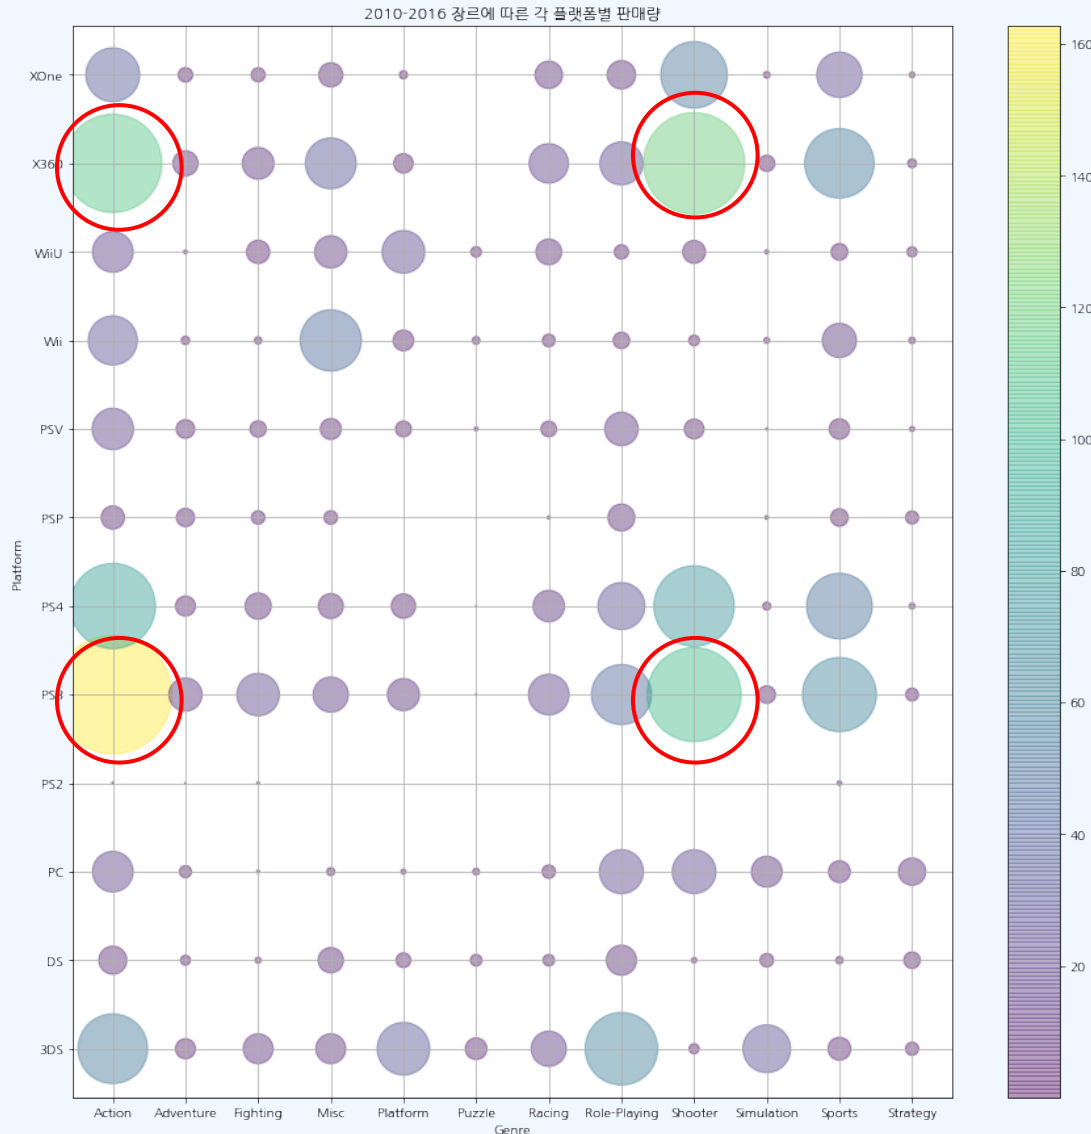 2010-2016 장르에 따른 각 플랫폼별 판매량
Platform
XOne
X360
WiiU
Wii
PSV
PSP
PS4
PS3
PS2
PC
DS
3DS
Action Adventure Fighting Misc Platform Puzzle Racing Role-Playing Shooter Simulation Sports Strategy
Genre
160
140
120
100
80
60
40
20